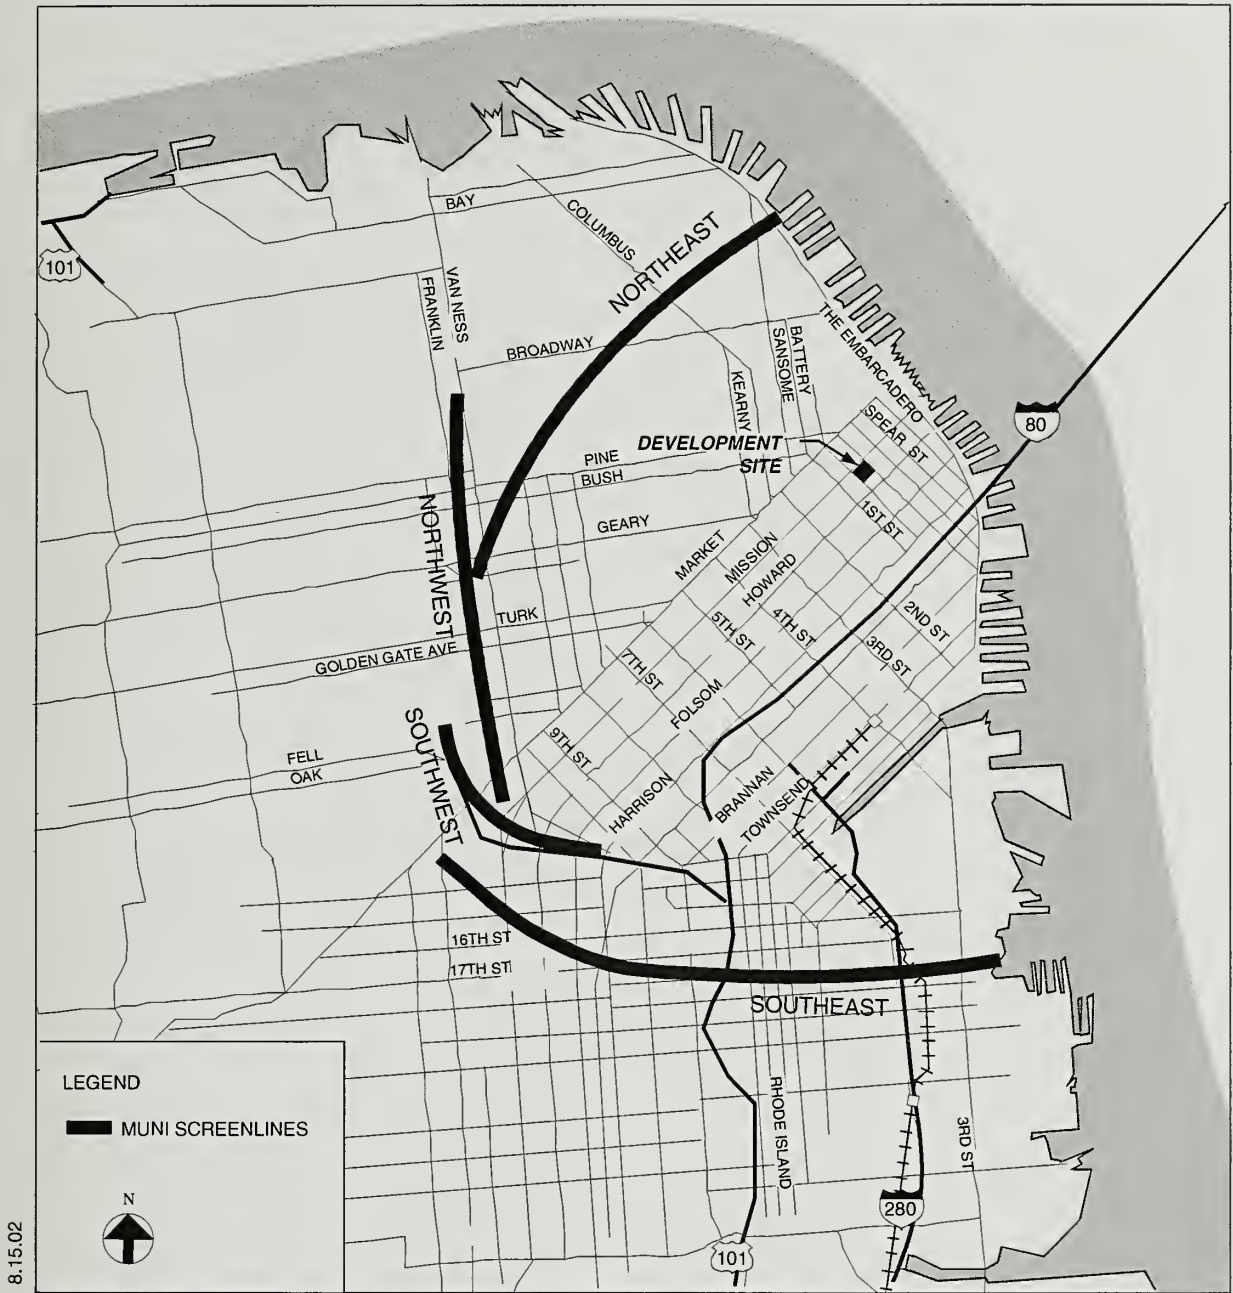 BAY
COLUMBUS
NORTHEAST
101
VAN NESS
FRANKLIN
BROADWAY
THE EMBARCADERO
BATTERY
SANSOME
KEARNY
80
SPEAR ST
DEVELOPMENT
SITE
PINE
BUSH
GEARY
1ST ST
MARKET
MISSION
HOWARD
NORTHWEST
TURK
GOLDEN GATE AVE
2ND ST
3RD ST
4TH ST
5TH ST
7TH ST
FOLSOM
9TH ST
SOUTHWEST
FELL
OAK
HARRISON
BRANNAN
TOWNSEND
16TH ST
17TH ST
SOUTHEAST
LEGEND
MUNI SCREENLINES
N
RHODE ISLAND
3RD ST
280
101
8.15.02